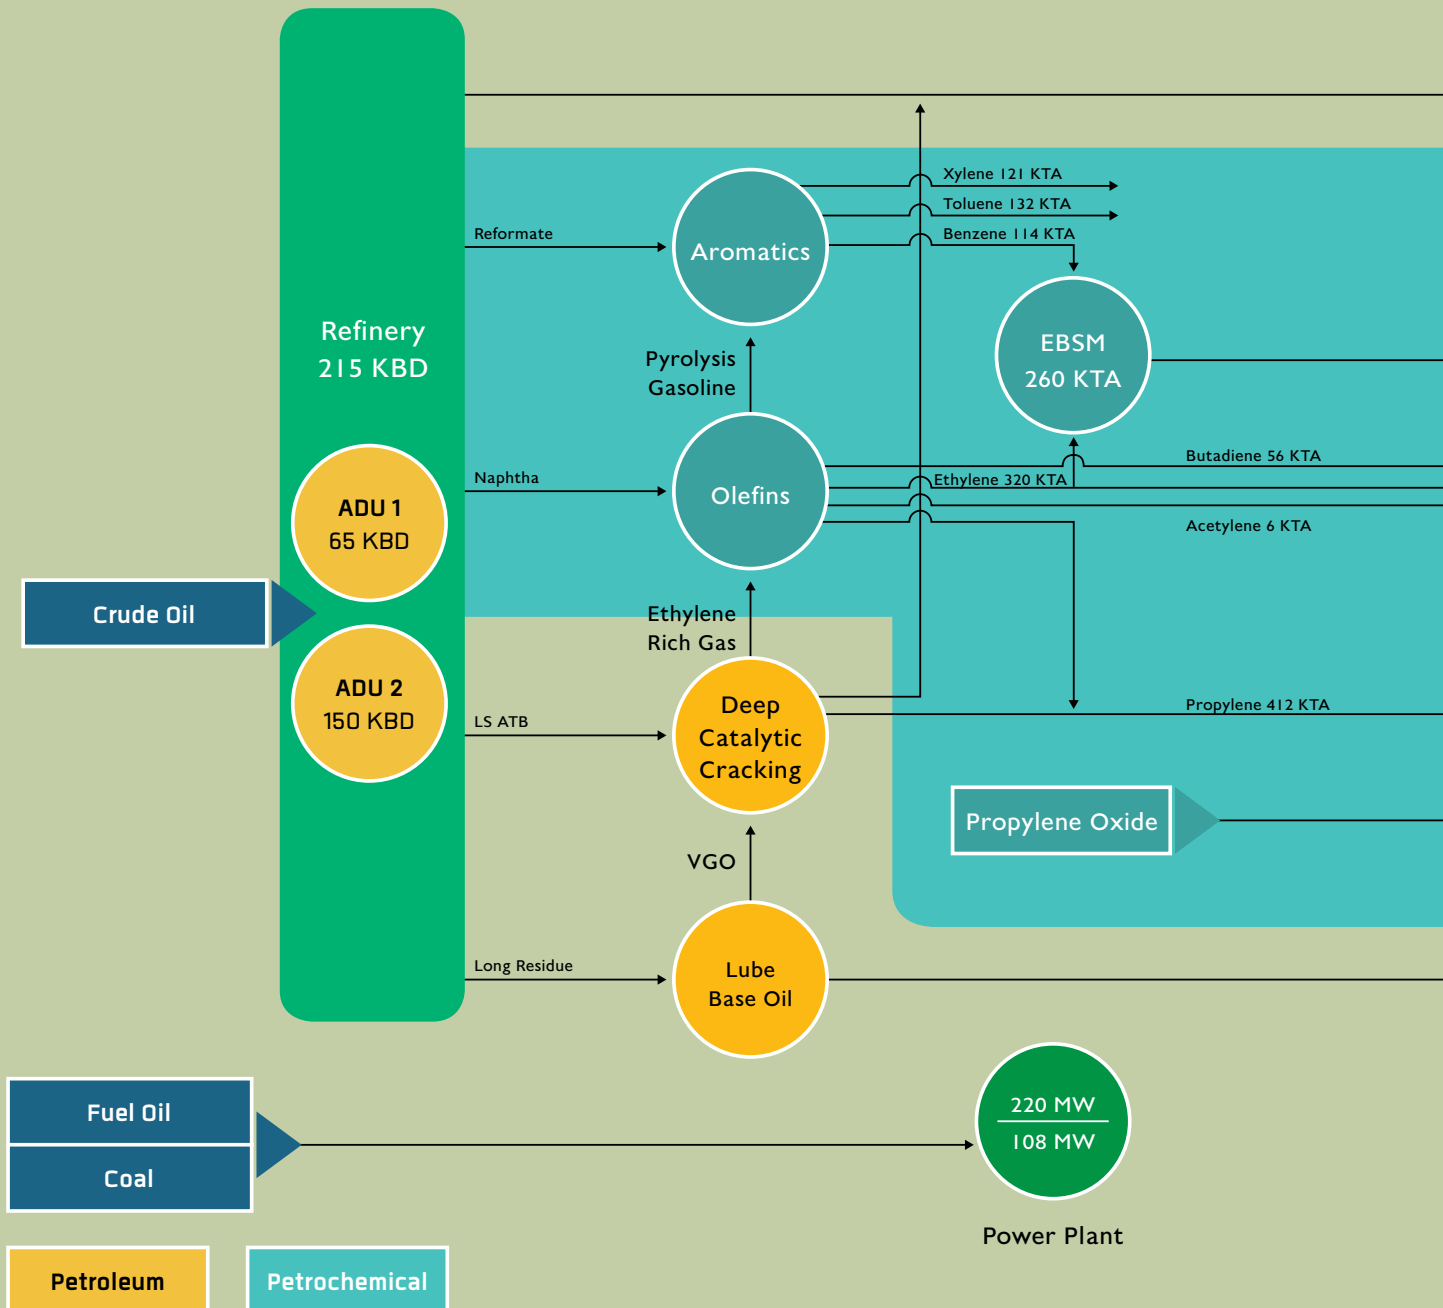 Xylene 121 KTA
Toluene 132 KTA
Reformate
Benzene 114 KTA
Aromatics
Refinery
215 KBD
EBSM
260 KTA
Pyrolysis
Gasoline
Butadiene 56 KTA
Naphtha
Ethylene 320 KTA
Olefins
ADU 1
65 KBD
Acetylene 6 KTA
Crude Oil
Ethylene
Rich Gas
ADU 2
150 KBD
LS ATB
Deep
Catalytic
Cracking
Propylene 412 KTA
Propylene Oxide
VGO
Long Residue
Lube
Base Oil
Fuel Oil
Coal
220 MW
108 MW
Power Plant
Petroleum
Petrochemical